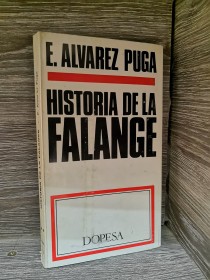 E. ALVAREZ PUGA
HISTORIA DE LA
FALANGE
DOPESA